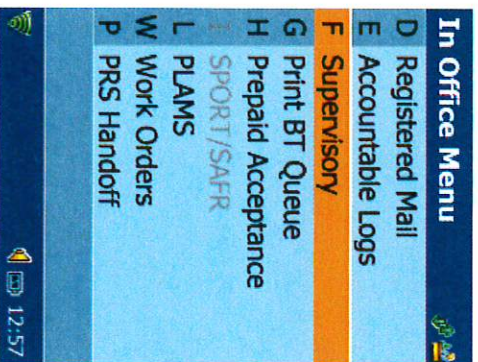 In Office Menu
D Registered Mail
E Accountable Logs
F Supervisory
G Print BT Queue
H Prepaid Acceptance
I SPORT/SAFR
L PLAMS
W Work Orders
P PRS Handoff
12:57